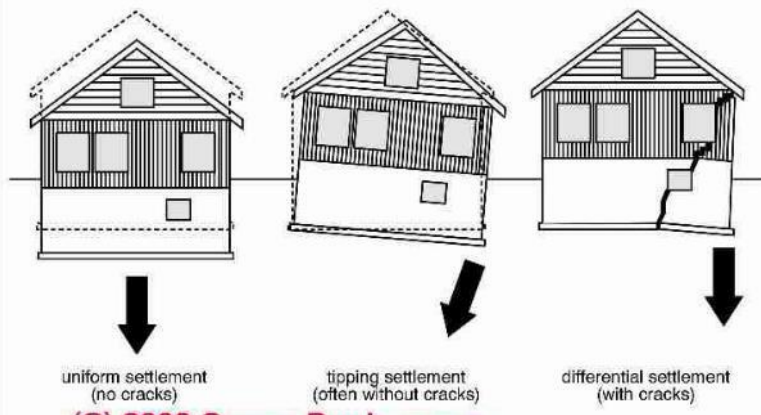 uniform settlement
(no cracks)
tipping settlement
(often without cracks)
differential settlement
(with cracks)